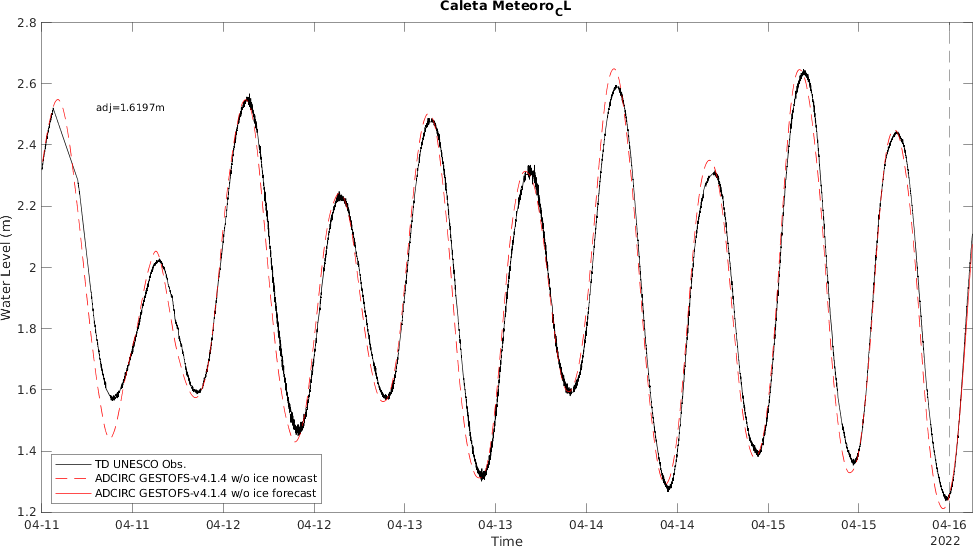 Caleta Meteoro_CL
2.8
2.6
adj=1.6197m
2.4
2.2
2
1.8
1.6
1.4
1.2
Water Level (m)
TD UNESCO Obs.
ADCIRC GESTOFS-v4.1.4 w/o ice nowcast
ADCIRC GESTOFS-v4.1.4 w/o ice forecast
04-11 04-11 04-12 04-12 04-13 04-13 04-14 04-14 04-15 04-15 04-16
Time
2022